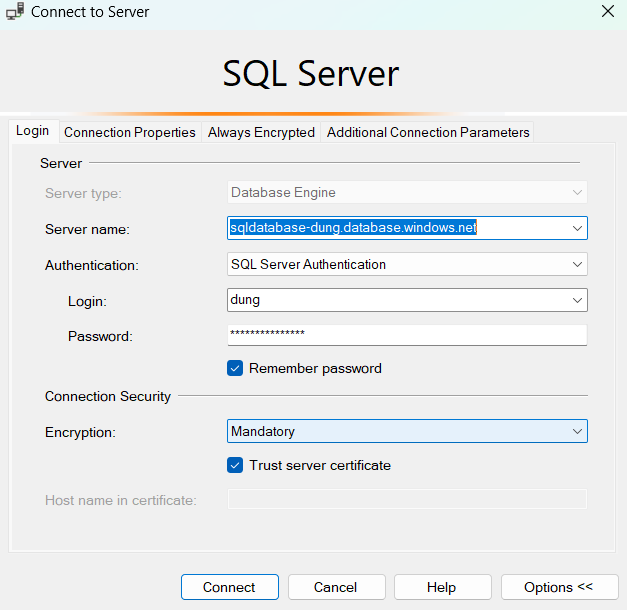 Connect to Server
SQL Server
Login Connection Properties Always Encrypted Additional Connection Parameters
Server
Server type: Database Engine
Server name: sqldatabase-dung.database.windows.net
Authentication: SQL Server Authentication
Login: dung
Password: ***************
Remember password
Connection Security
Encryption: Mandatory
Trust server certificate
Host name in certificate:
Connect Cancel Help Options <<